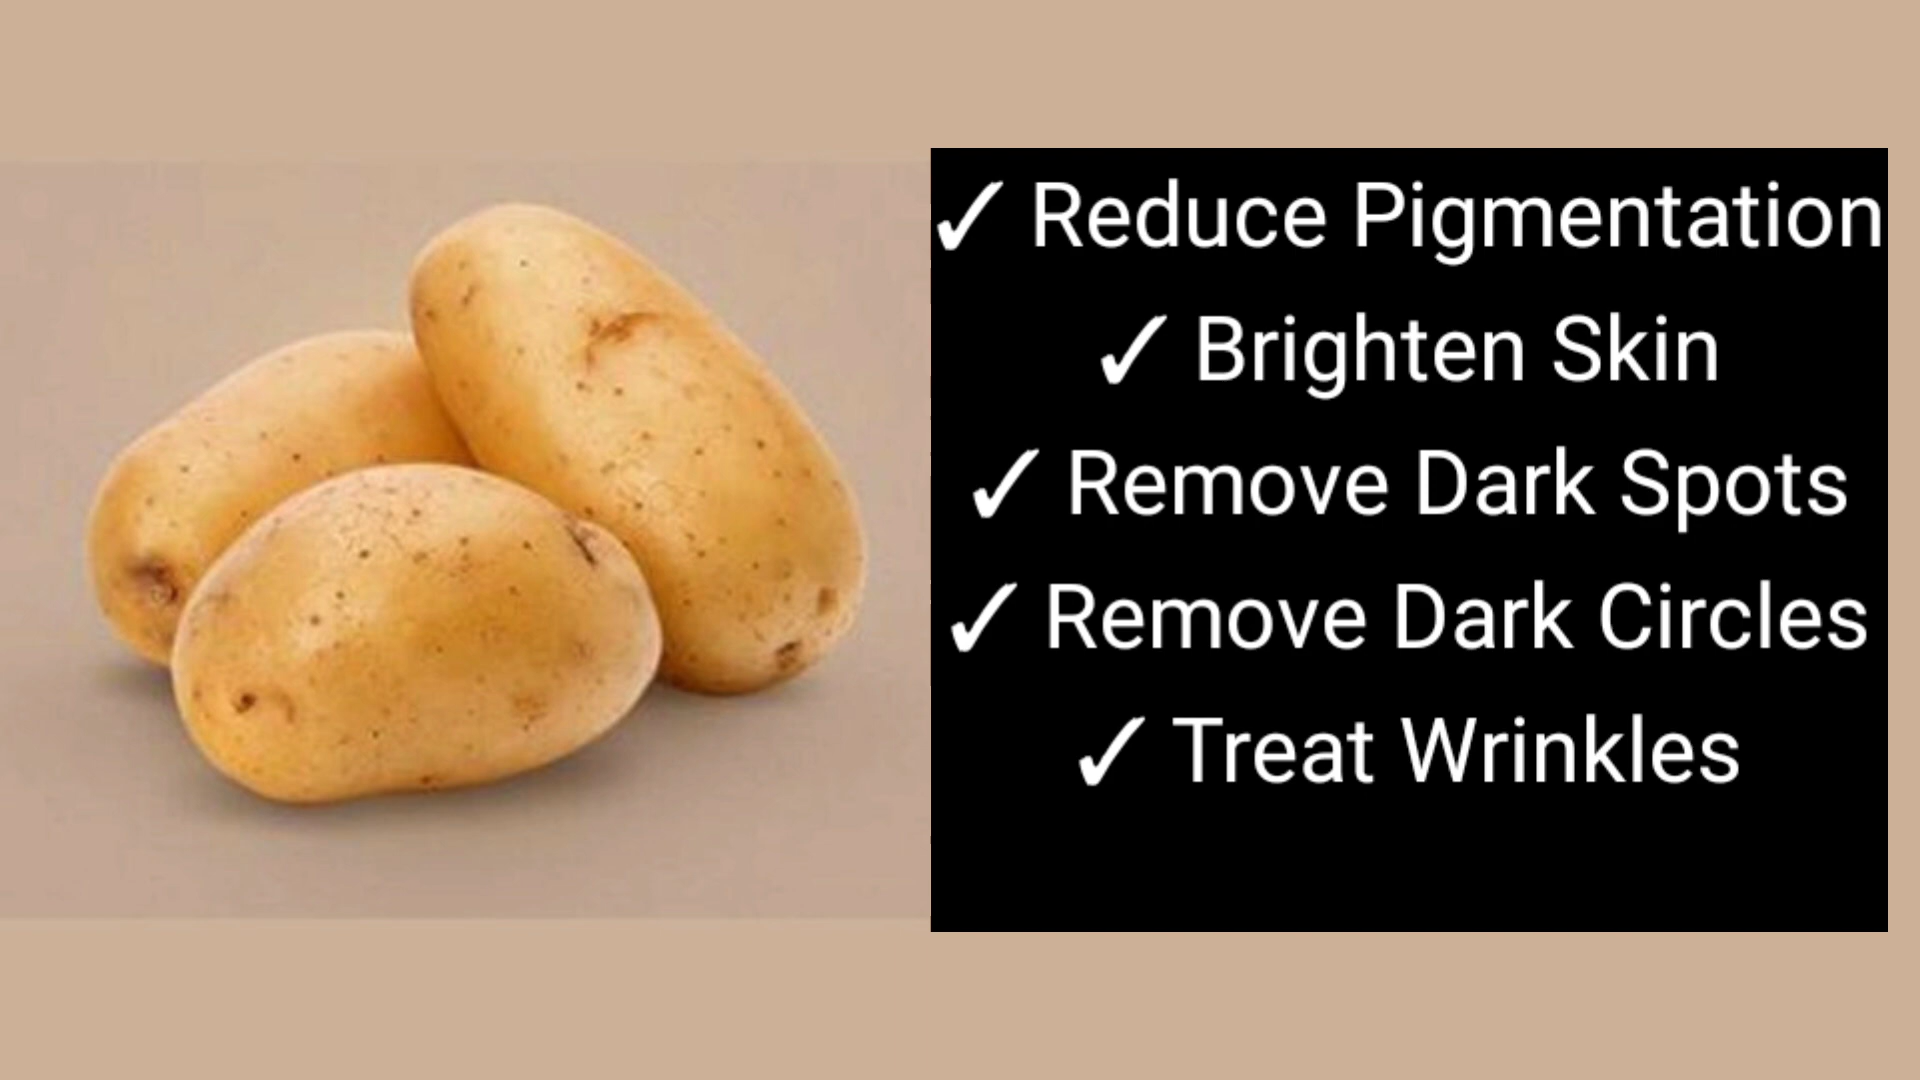 ✓ Reduce Pigmentation
✓ Brighten Skin
✓ Remove Dark Spots
✓ Remove Dark Circles
✓ Treat Wrinkles